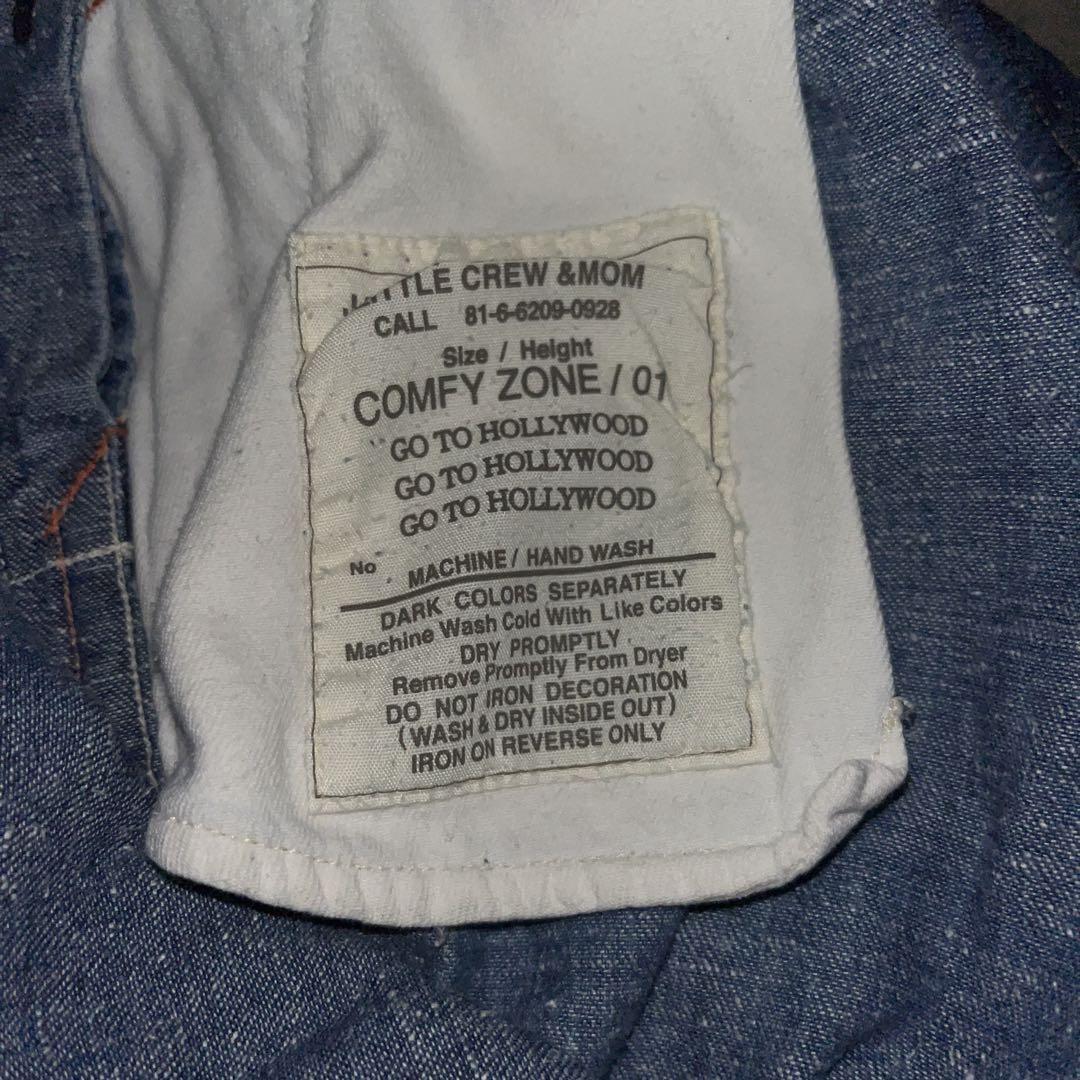 LITTLE CREW &MOM
CALL 81-6-6209-0928
Size / Height
COMFY ZONE / 01
GO TO HOLLYWOOD
GO TO HOLLYWOOD
GO TO HOLLYWOOD
No MACHINE / HAND WASH
DARK COLORS SEPARATELY
Machine Wash Cold With Like Colors
DRY PROMPTLY
Remove Promptly From Dryer
DO NOT IRON DECORATION
(WASH & DRY INSIDE OUT)
IRON ON REVERSE ONLY